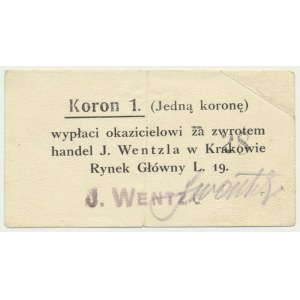 Koron 1. (Jedną koronę)
wypłaci okazicielowi za zwrotem
handel J. Wentzla w Krakowie
Rynek Główny L. 19.
J. WENTZL